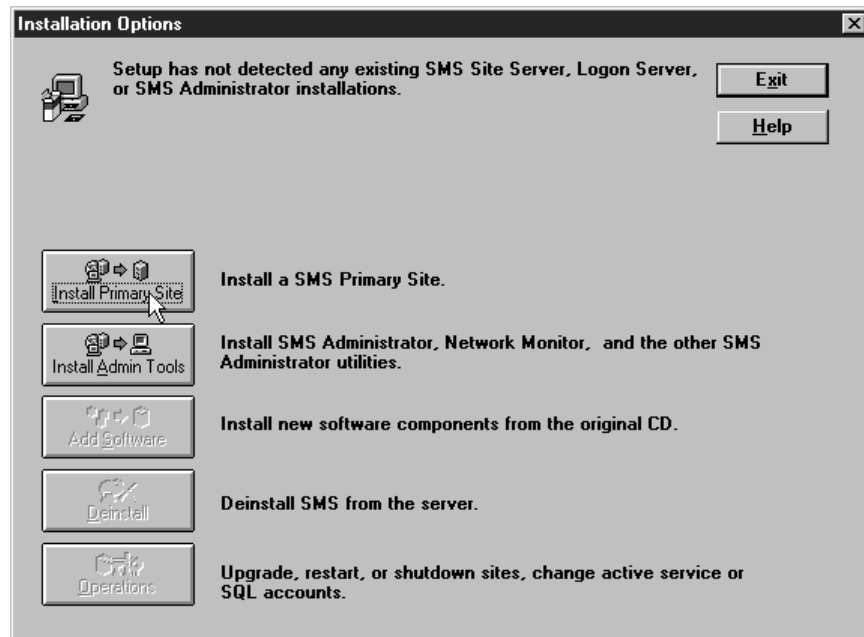 Installation Options
Setup has not detected any existing SMS Site Server, Logon Server,
or SMS Administrator installations.
Exit
Help
Install Primary Site
Install a SMS Primary Site.
Install Admin Tools
Install SMS Administrator, Network Monitor, and the other SMS
Administrator utilities.
Add Software
Install new software components from the original CD.
Deinstall
Deinstall SMS from the server.
Operations
Upgrade, restart, or shutdown sites, change active service or
SQL accounts.